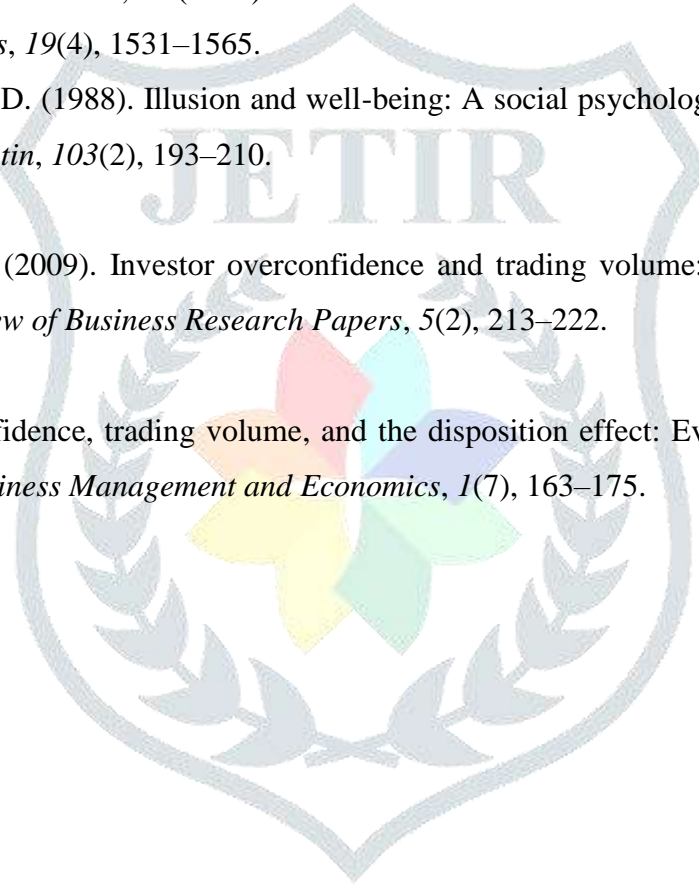 s, 19(4), 1531–1565.
D. (1988). Illusion and well-being: A social psycholog
tin, 103(2), 193–210.
JETIR
(2009). Investor overconfidence and trading volume:
w of Business Research Papers, 5(2), 213–222.
fidence, trading volume, and the disposition effect: Ev
iness Management and Economics, 1(7), 163–175.